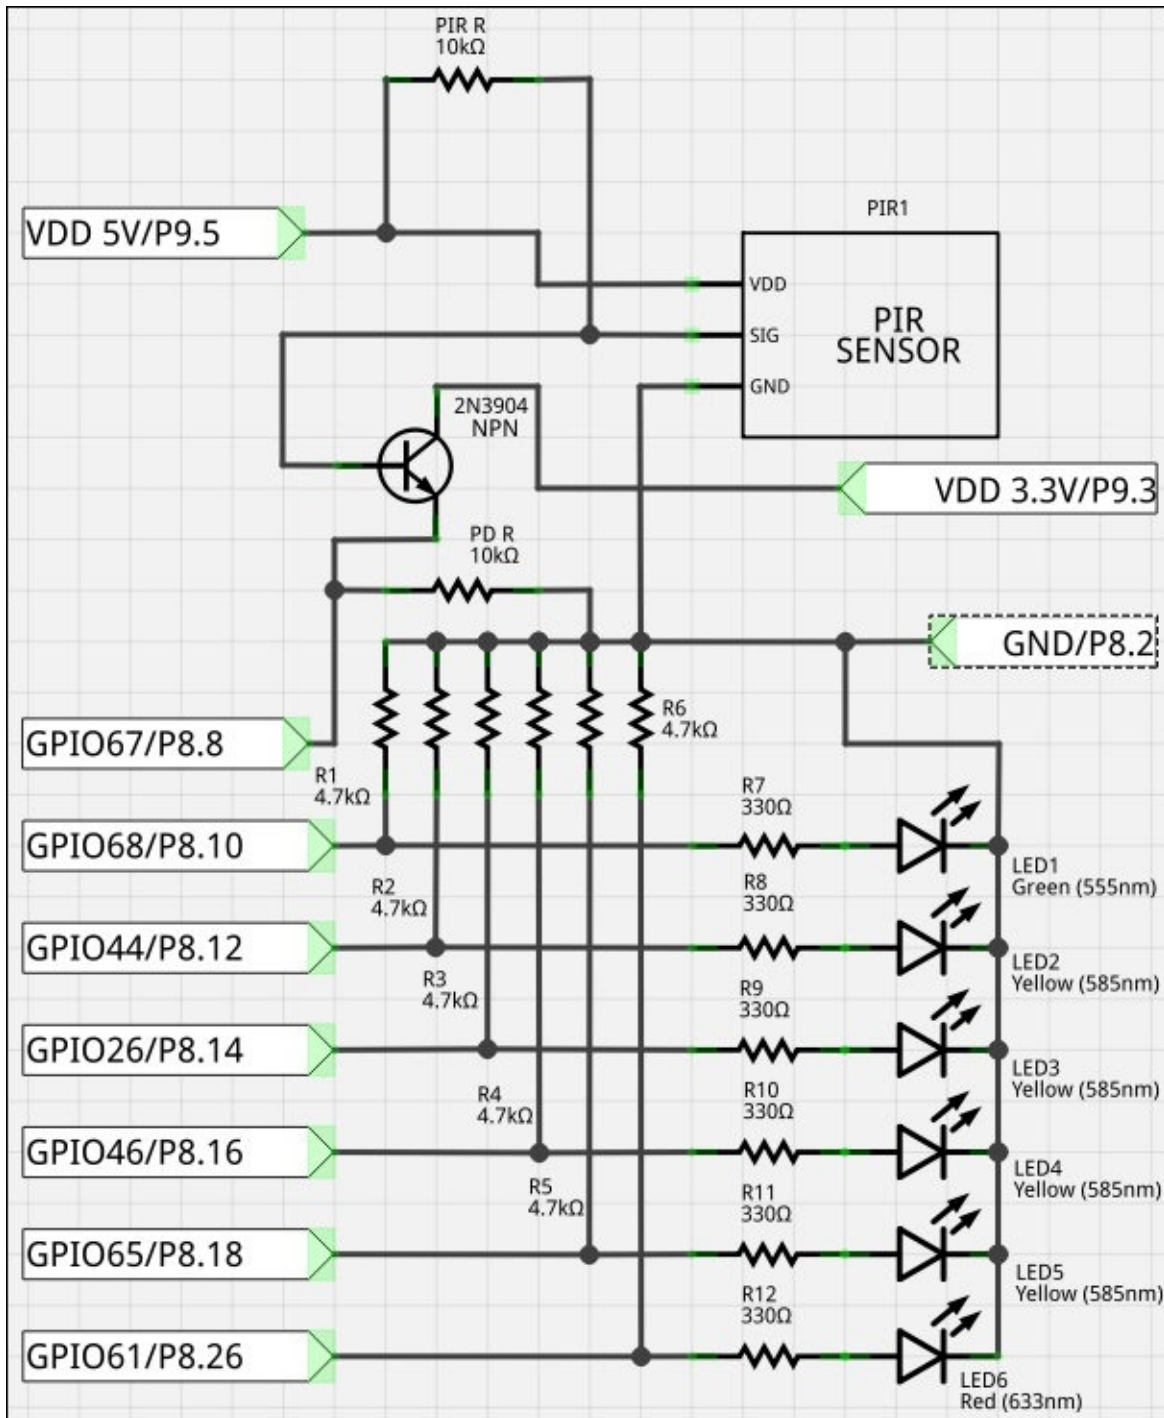 PIR R
10kΩ
VDD 5V/P9.5
PIR1
VDD
SIG
GND
PIR
SENSOR
2N3904
NPN
VDD 3.3V/P9.3
PD R
10kΩ
GND/P8.2
GPIO67/P8.8
R6
4.7kΩ
R1
4.7kΩ
R7
330Ω
GPIO68/P8.10
LED1
Green (555nm)
R2
4.7kΩ
R8
330Ω
GPIO44/P8.12
LED2
Yellow (585nm)
R3
4.7kΩ
R9
330Ω
GPIO26/P8.14
LED3
Yellow (585nm)
R4
4.7kΩ
R10
330Ω
GPIO46/P8.16
LED4
Yellow (585nm)
R5
4.7kΩ
R11
330Ω
GPIO65/P8.18
LED5
Yellow (585nm)
R12
330Ω
GPIO61/P8.26
LED6
Red (633nm)